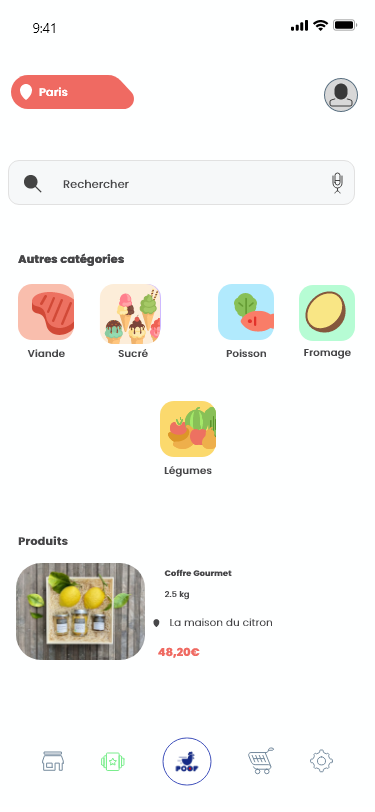 9:41
Paris
Rechercher
Autres catégories
Viande
Sucré
Poisson
Fromage
Légumes
Produits
Coffre Gourmet
2.5 kg
La maison du citron
48,20€
POOP